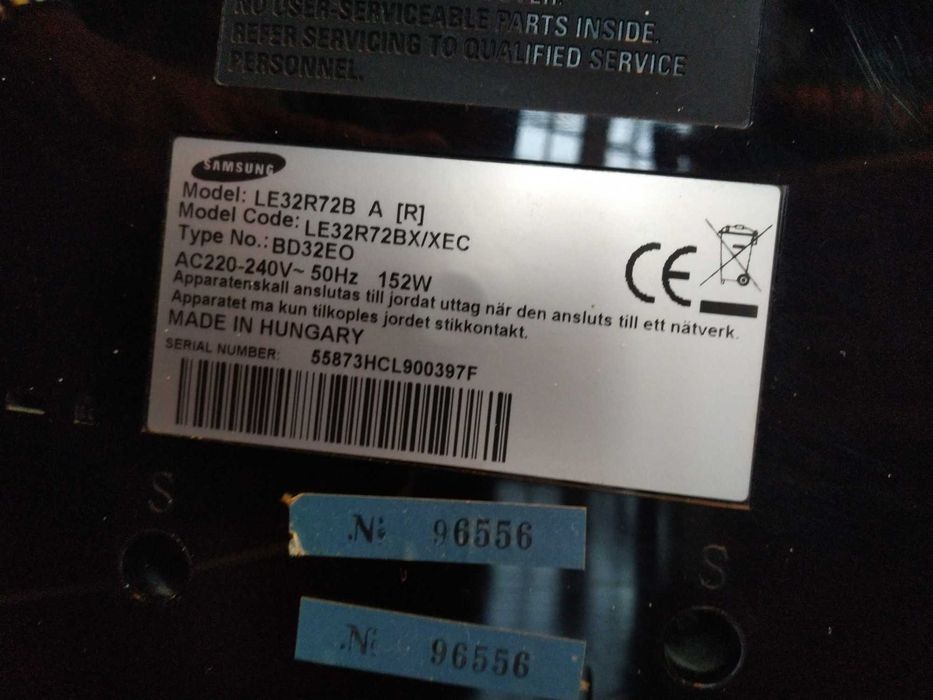 NO USER-SERVICEABLE PARTS INSIDE.
REFER SERVICING TO QUALIFIED SERVICE
PERSONNEL.
SAMSUNG
Model: LE32R72B A [R]
Model Code: LE32R72BX/XEC
Type No.: BD32EO
AC220-240V~ 50Hz 152W
Apparatenskall anslutas till jordat uttag när den ansluts till ett nätverk.
Apparatet ma kun tilkoples jordet stikkontakt.
MADE IN HUNGARY
SERIAL NUMBER: 55873HCL900397F
CE
S
№ 96556
S
№ 96556